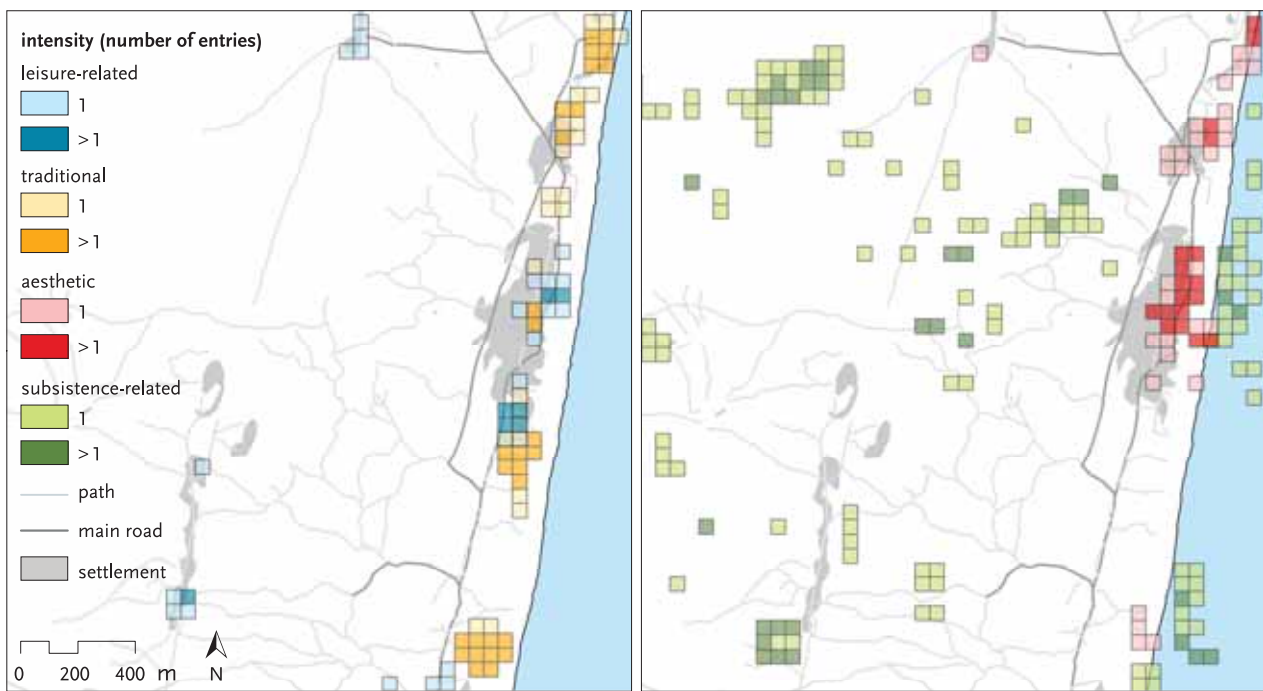 intensity (number of entries)
leisure-related
1
>1
traditional
1
>1
aesthetic
1
>1
subsistence-related
1
>1
path
main road
settlement
0 200 400 m N